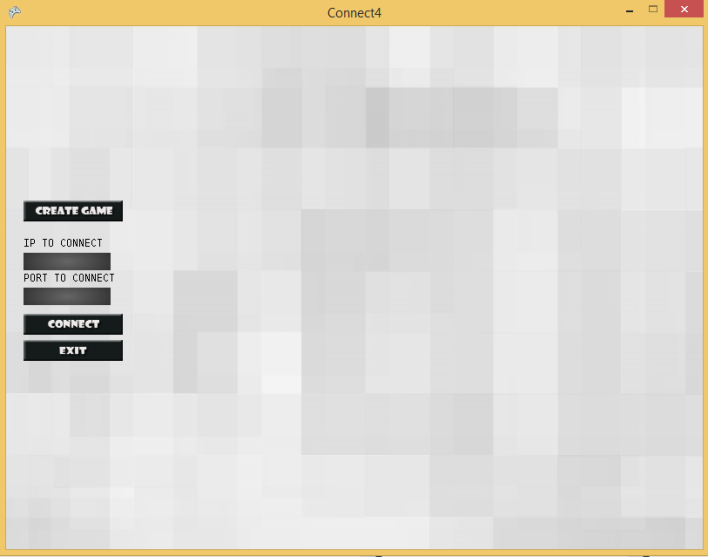 Connect4
CREATE GAME
IP TO CONNECT
PORT TO CONNECT
CONNECT
EXIT